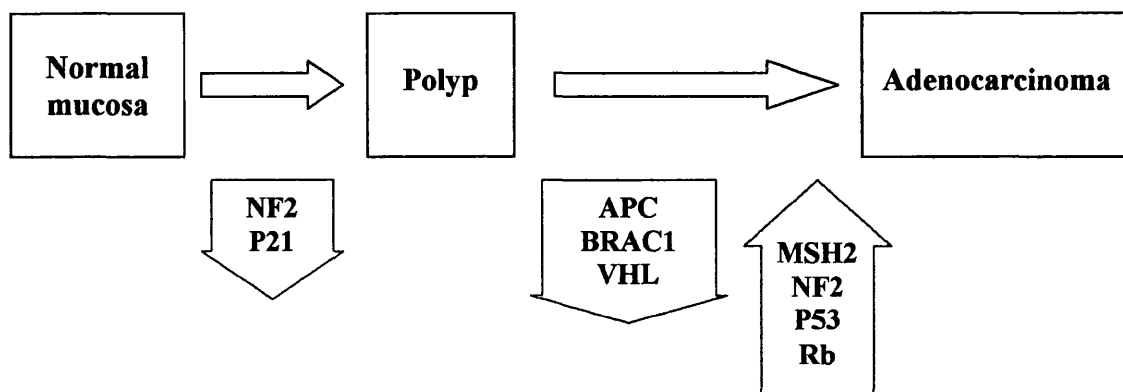 Normal
mucosa
Polyp
Adenocarcinoma
NF2
P21
APC
BRAC1
VHL
MSH2
NF2
P53
Rb